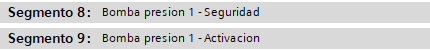 Segmento 8: Bomba presion 1 - Seguridad
Segmento 9: Bomba presion 1 - Activacion